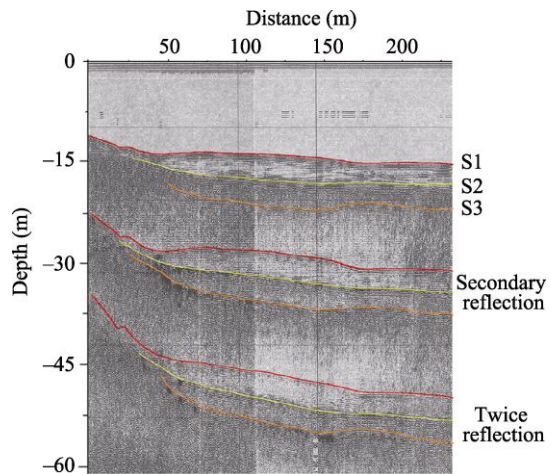 Distance (m)
50 100 150 200
0
−15
−30
−45
−60
Depth (m)
S1
S2
S3
Secondary
reflection
Twice
reflection